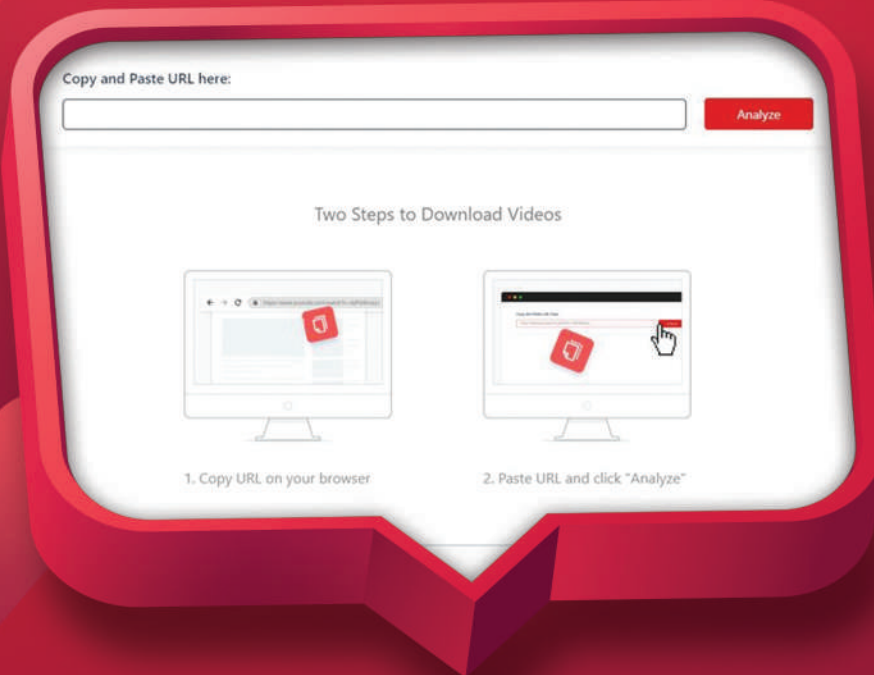 Copy and Paste URL here:
Analyze
Two Steps to Download Videos
1. Copy URL on your browser
2. Paste URL and click "Analyze"